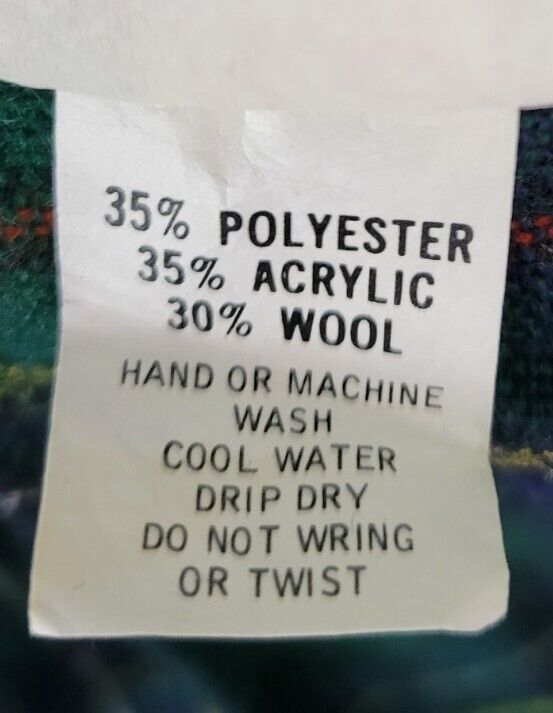 35% POLYESTER
35% ACRYLIC
30% WOOL
HAND OR MACHINE
WASH
COOL WATER
DRIP DRY
DO NOT WRING
OR TWIST